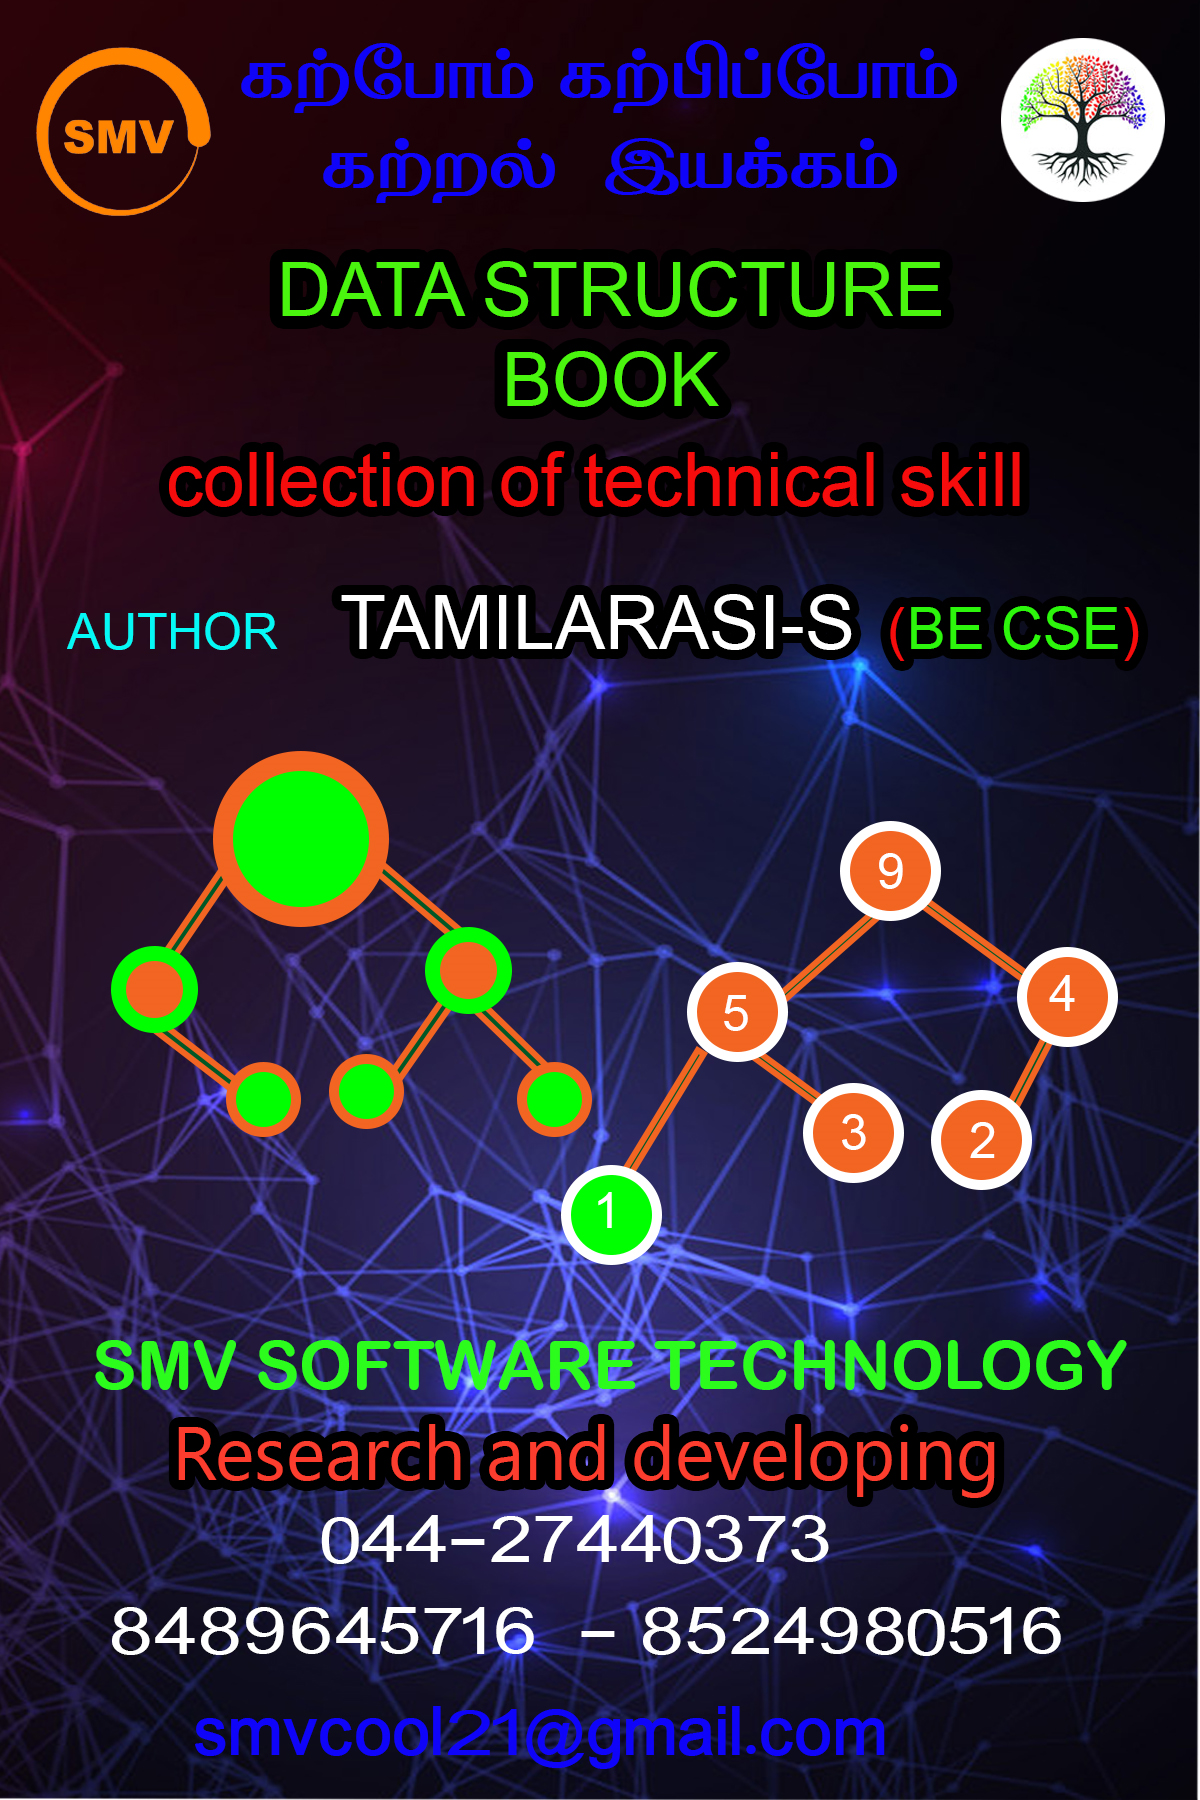 SMV
கற்போம் கற்பிப்போம்
கற்றல் இயக்கம்
DATA STRUCTURE
BOOK
collection of technical skill
AUTHOR TAMILARASI-S (BE CSE)
9
5
4
3
2
1
SMV SOFTWARE TECHNOLOGY
Research and developing
044-27440373
8489645716 - 8524980516
smvcool21@gmail.com